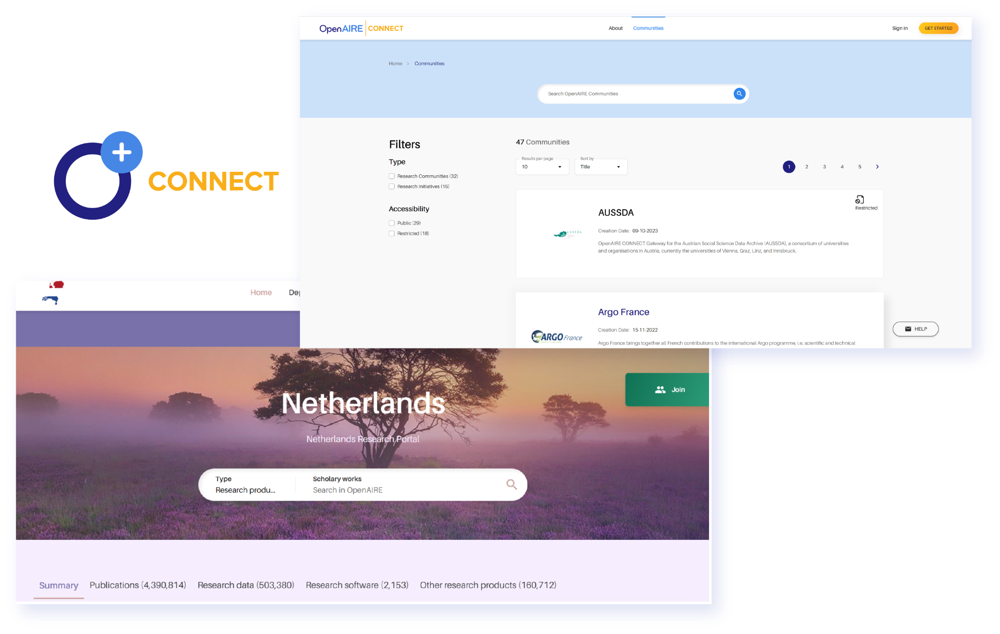 OpenAIRE CONNECT
About Communities
Sign in GET STARTED
Home > Communities
Search OpenAIRE Communities
CONNECT
Filters
Type
Research Communities (32)
Research Initiatives (15)
Accessibility
Public (29)
Restricted (18)
47 Communities
Results per page
10
Sort by
Title
1 2 3 4 5
Restricted
AUSSDA
AUSSDA
Creation Date: 09-10-2023
OpenAIRE CONNECT Gateway for the Austrian Social Science Data Archive (AUSSDA), a consortium of universities
and organisations in Austria, currently the universities of Vienna, Graz, Linz, and Innsbruck.
Argo France
ARGO France
Creation Date: 15-11-2022
Argo France brings together all French contributions to the international Argo programme, i.e. scientific and technical
HELP
Home
Join
Netherlands
Netherlands Research Portal
Type
Research produ...
Scholary works
Search in OpenAIRE
Summary Publications (4,390,814) Research data (503,380) Research software (2,153) Other research products (160,712)